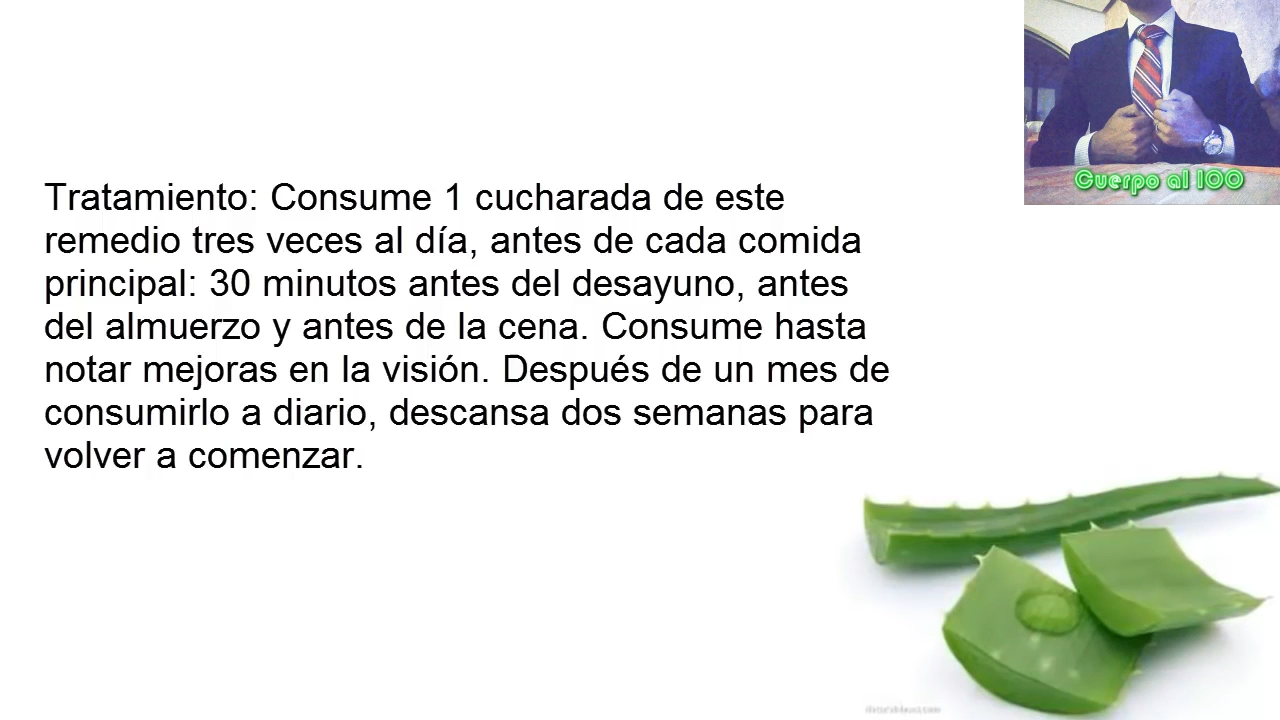 Cuerpo al 100
Tratamiento: Consume 1 cucharada de este
remedio tres veces al día, antes de cada comida
principal: 30 minutos antes del desayuno, antes
del almuerzo y antes de la cena. Consume hasta
notar mejoras en la visión. Después de un mes de
consumirlo a diario, descansa dos semanas para
volver a comenzar.